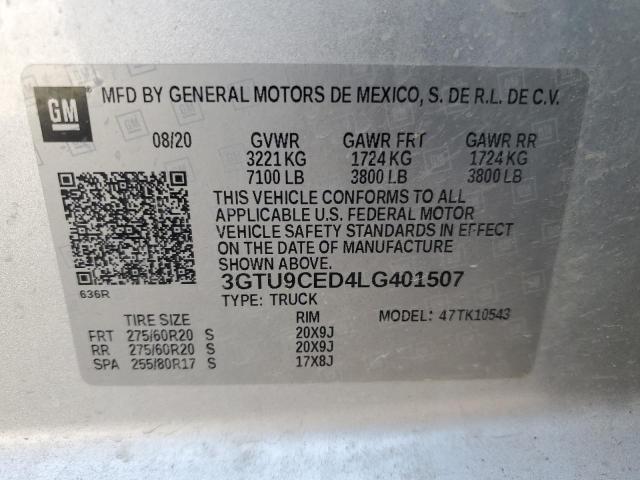 GM MFD BY GENERAL MOTORS DE MEXICO, S. DE R.L. DE C.V.
08/20 GVWR GAWR FRT GAWR RR
3221 KG 1724 KG 1724 KG
7100 LB 3800 LB 3800 LB
THIS VEHICLE CONFORMS TO ALL
APPLICABLE U.S. FEDERAL MOTOR
VEHICLE SAFETY STANDARDS IN EFFECT
ON THE DATE OF MANUFACTURE
SHOWN ABOVE.
3GTU9CED4LG401507
636R
TYPE: TRUCK
TIRE SIZE RIM MODEL: 47TK10543
FRT 275/60R20 S 20X9J
RR 275/60R20 S 20X9J
SPA 255/80R17 S 17X8J